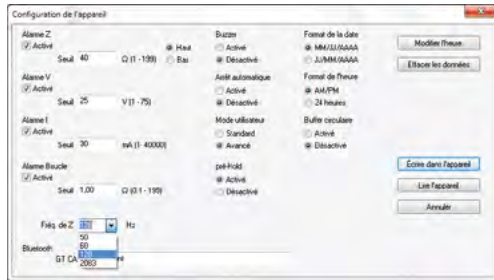 Configuration de l'appareil
Alarme Z
Activé
Seuil 40 Ω (1 - 199)
Haut
Bas
Alarme V
Activé
Seuil 25 V (1 - 75)
Alarme I
Activé
Seuil 30 mA (1- 40000)
Alarme Boucle
Activé
Seuil 1,00 Ω (0.1 - 199)
Fréq. de Z 128 Hz
50
60
128
2083
Bluetooth
GT CA
Buzzer
Activé
Désactivé
Arrêt automatique
Activé
Désactivé
Mode utilisateur
Standard
Avancé
pré-Hold
Activé
Désactivé
Format de la date
MM/JJ/AAAA
JJ/MM/AAAA
Format de l'heure
AM/PM
24 heures
Buffer circulaire
Activé
Désactivé
Modifier l'heure
Effacer les données
Écrire dans l'appareil
Lire l'appareil
Annuler